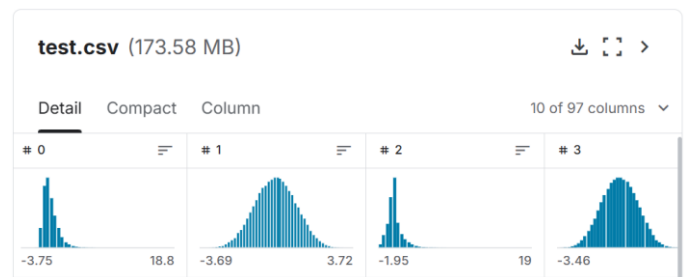 test.csv (173.58 MB)
Detail Compact Column 10 of 97 columns
# 0 # 1 # 2 # 3
-3.75 18.8 -3.69 3.72 -1.95 19 -3.46